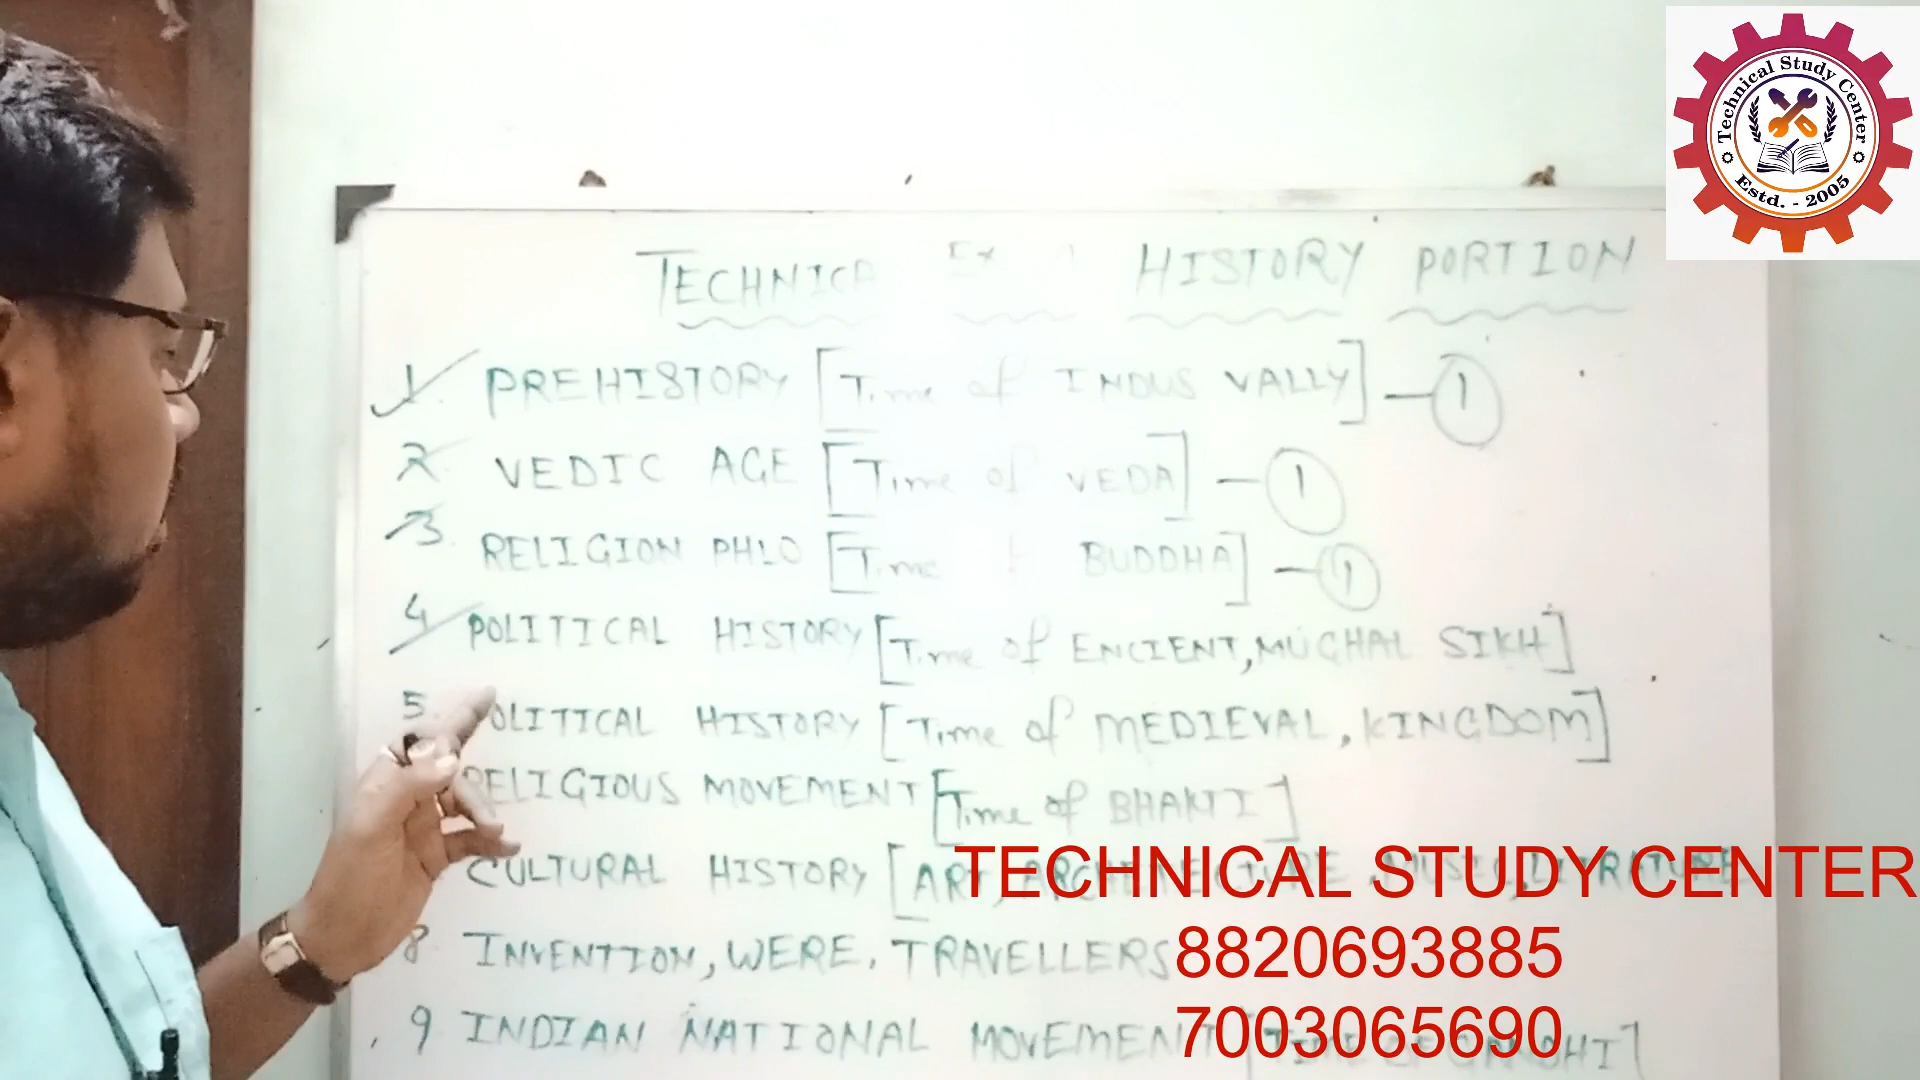 Technical Study Center
Estd. - 2005
TECHNICA HISTORY PORTION
1. PREHISTORY [Time of INDUS VALLY] — 1
2. VEDIC AGE [Time of VEDA] — 1
3. RELIGION PHLO [Time BUDDHA] — 1
4 POLITICAL HISTORY [Time of ENCIENT, MUGHAL SIKH]
5. POLITICAL HISTORY [Time of MEDIEVAL, KINGDOM]
RELIGIOUS MOVEMENT [Time of BHAKTI]
CULTURAL HISTORY [ART,
TECHNICAL STUDY CENTER
8 INVENTION, WERE, TRAVELLERS
8820693885
9 INDIAN NATIONAL MOVEMENT
7003065690